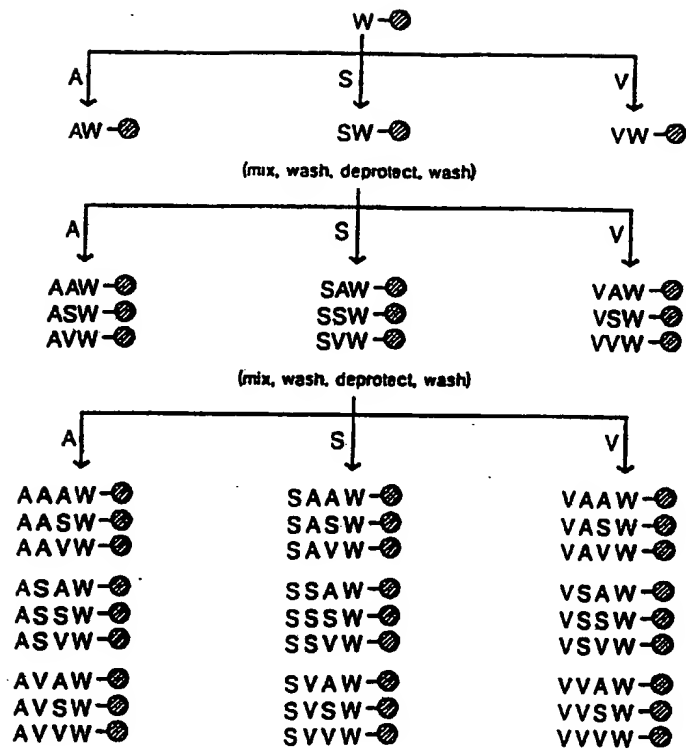 W
A S V
AW SW VW
(mix, wash, deprotect, wash)
A S V
AAW SAW VAW
ASW SSW VSW
AVW SVW VVW
(mix, wash, deprotect, wash)
A S V
AAAW SAAW VAAW
AASW SASW VASW
AAVW SAVW VAVW
ASAW SSAW VSAW
ASSW SSSW VSSW
ASVW SSVW VSVW
AVAW SVAW VVAW
AVSW SVSW VVSW
AVVW SVVW VVVW